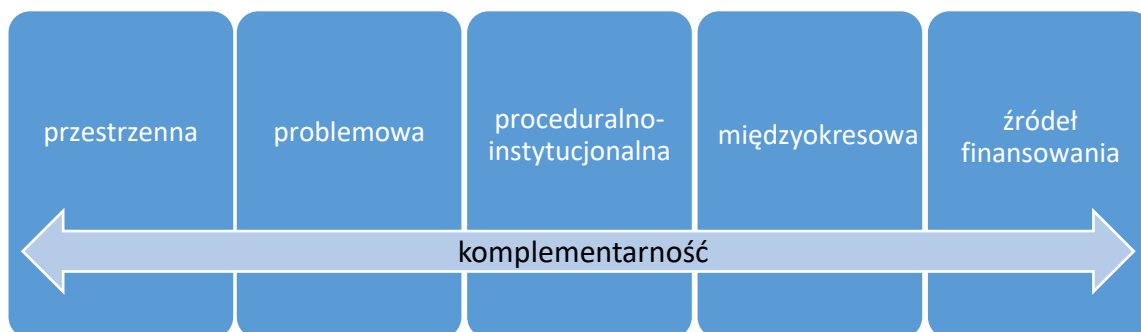 przestrzenna
problemowa
proceduralno-
instytucjonalna
międzyokresowa
źródeł
finansowania
komplementarność